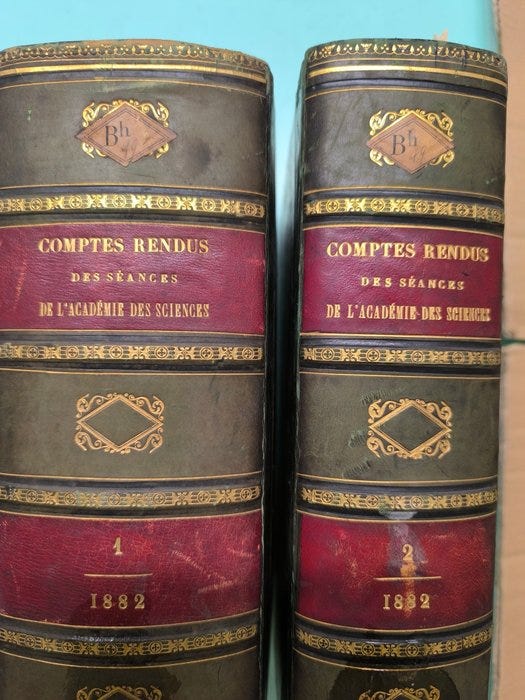 Bh
COMPTES RENDUS
DES SÉANCES
DE L'ACADÉMIE DES SCIENCES
1
1882
Bh
COMPTES RENDUS
DES SÉANCES
DE L'ACADÉMIE DES SCIENCES
2
1882